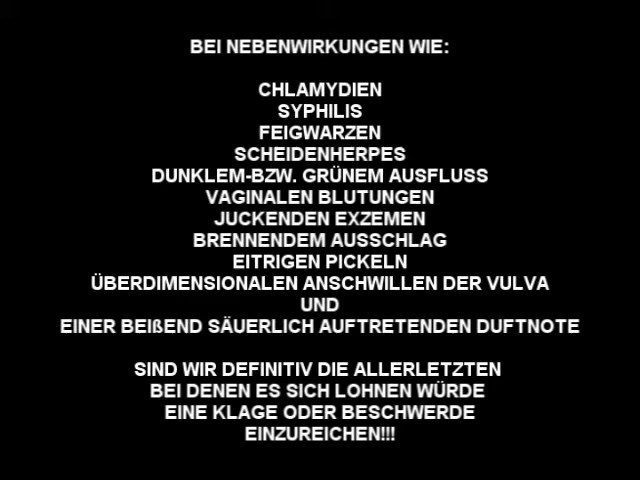 BEI NEBENWIRKUNGEN WIE:
CHLAMYDIEN
SYPHILIS
FEIGWARZEN
SCHEIDENHERPES
DUNKLEM-BZW. GRÜNEM AUSFLUSS
VAGINALEN BLUTUNGEN
JUCKENDEN EXZEMEN
BRENNENDEM AUSSCHLAG
EITRIGEN PICKELN
ÜBERDIMENSIONALEN ANSCHWILLEN DER VULVA
UND
EINER BEIßEND SÄUERLICH AUFTRETENDEN DUFTNOTE
SIND WIR DEFINITIV DIE ALLERLETZTEN
BEI DENEN ES SICH LOHNEN WÜRDE
EINE KLAGE ODER BESCHWERDE
EINZUREICHEN!!!